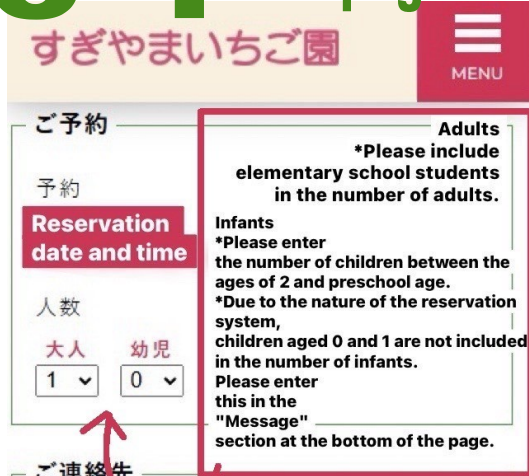 すぎやまいちご園
MENU
ご予約
予約
Reservation
date and time
人数
大人 幼児
1 0
Adults
*Please include
elementary school students
in the number of adults.
Infants
*Please enter
the number of children between the
ages of 2 and preschool age.
*Due to the nature of the reservation
system,
children aged 0 and 1 are not included
in the number of infants.
Please enter
this in the
"Message"
section at the bottom of the page.
ご連絡先